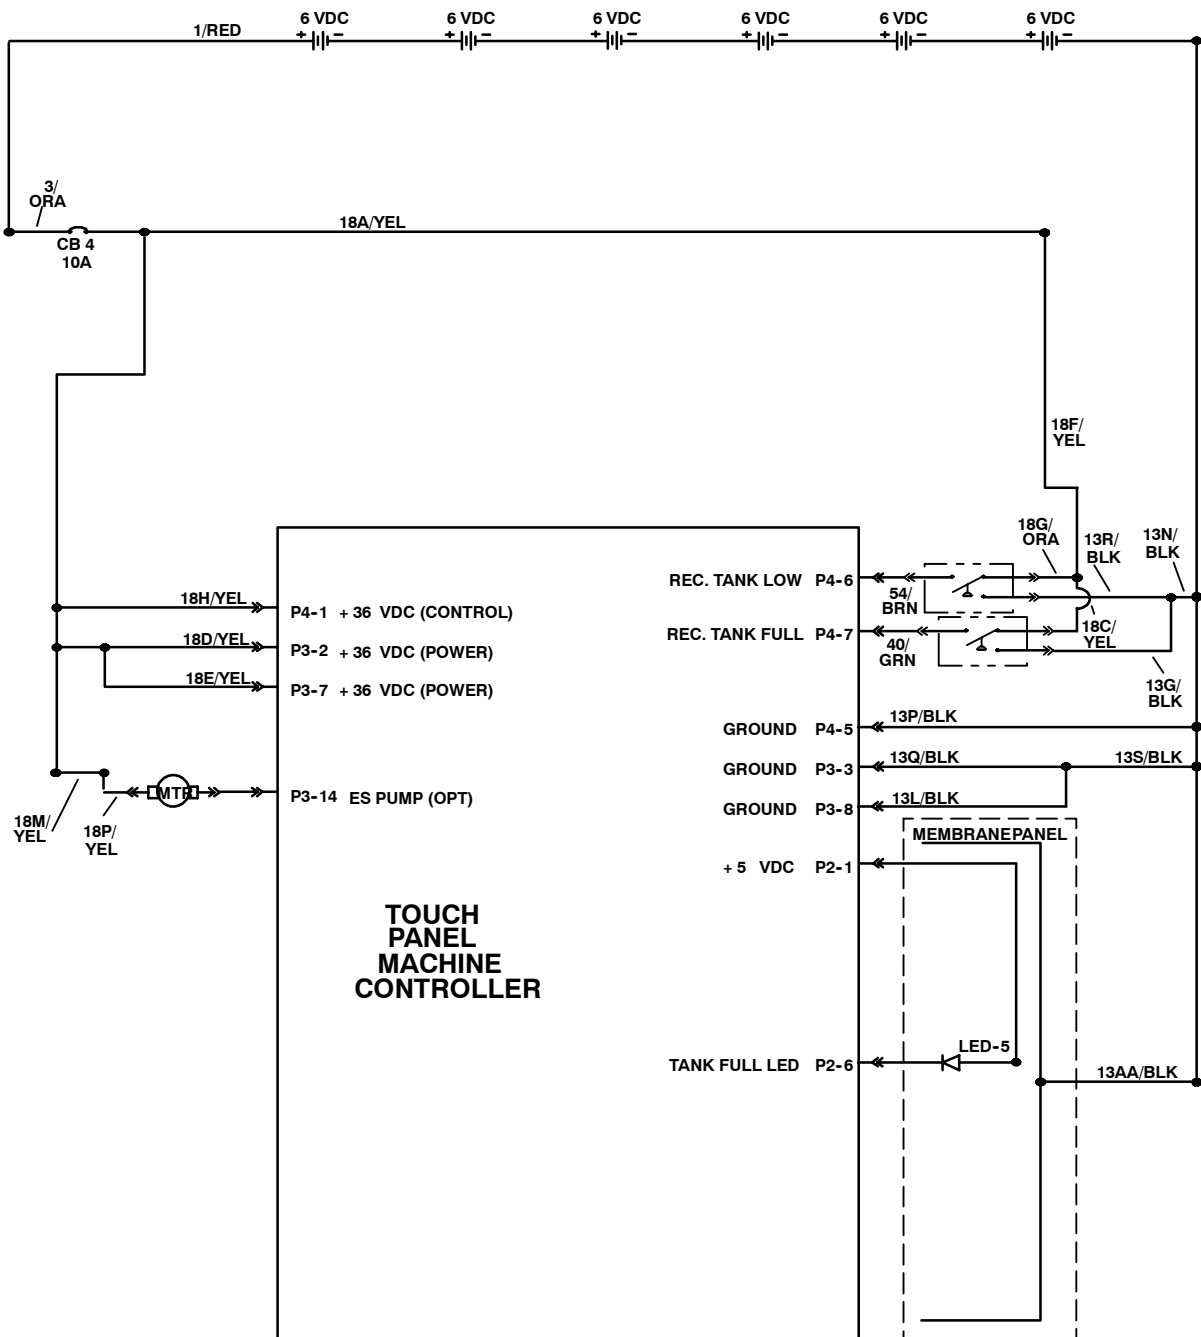 6 VDC 6 VDC 6 VDC 6 VDC 6 VDC 6 VDC
1/RED
+ - + - + - + - + - + -
3/
ORA
18A/YEL
CB 4
10A
18F/
YEL
18G/
ORA
13R/
BLK
13N/
BLK
REC. TANK LOW P4-6
54/
BRN
18H/YEL
P4-1 + 36 VDC (CONTROL)
REC. TANK FULL P4-7
18C/
YEL
40/
GRN
18D/YEL
P3-2 + 36 VDC (POWER)
18E/YEL
P3-7 + 36 VDC (POWER)
13G/
BLK
GROUND P4-5
13P/BLK
GROUND P3-3
13Q/BLK
13S/BLK
MTR
P3-14 ES PUMP (OPT)
GROUND P3-8
13L/BLK
18M/
YEL
18P/
YEL
MEMBRANE PANEL
+ 5 VDC P2-1
TOUCH
PANEL
MACHINE
CONTROLLER
LED-5
TANK FULL LED P2-6
13AA/BLK